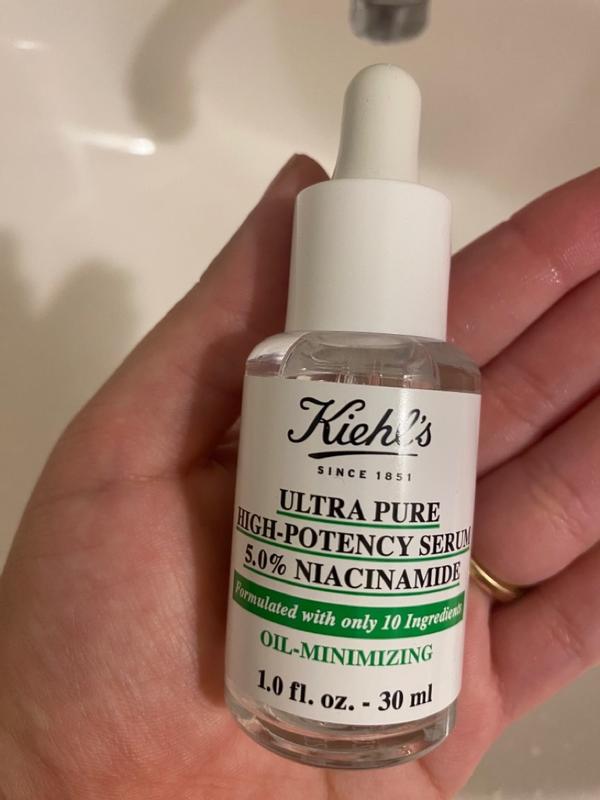 Kiehl's
SINCE 1851
ULTRA PURE
HIGH-POTENCY SERUM
5.0% NIACINAMIDE
Formulated with only 10 Ingredients
OIL-MINIMIZING
1.0 fl. oz. - 30 ml